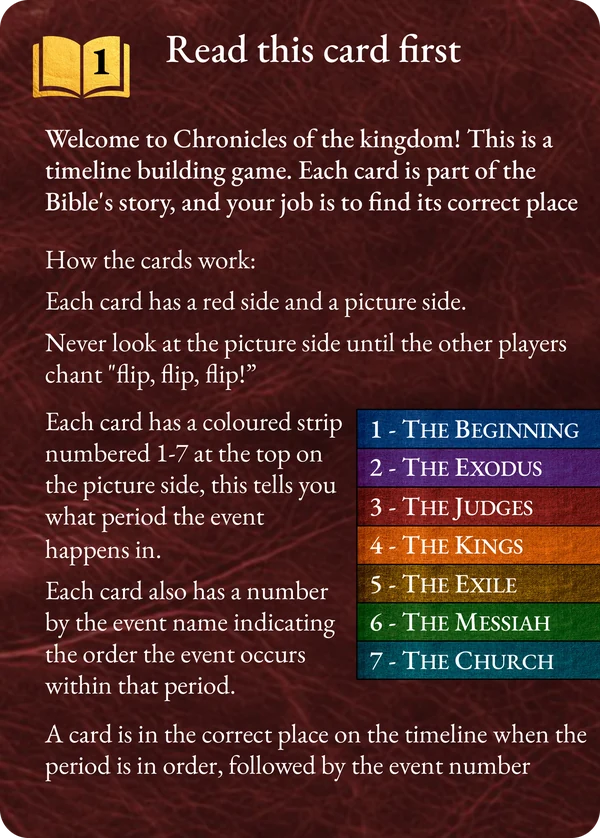 1
Read this card first
Welcome to Chronicles of the kingdom! This is a
timeline building game. Each card is part of the
Bible's story, and your job is to find its correct place
How the cards work:
Each card has a red side and a picture side.
Never look at the picture side until the other players
chant "flip, flip, flip!”
Each card has a coloured strip
numbered 1-7 at the top on
the picture side, this tells you
what period the event
happens in.
Each card also has a number
by the event name indicating
the order the event occurs
within that period.
1 - The Beginning
2 - The Exodus
3 - The Judges
4 - The Kings
5 - The Exile
6 - The Messiah
7 - The Church
A card is in the correct place on the timeline when the
period is in order, followed by the event number